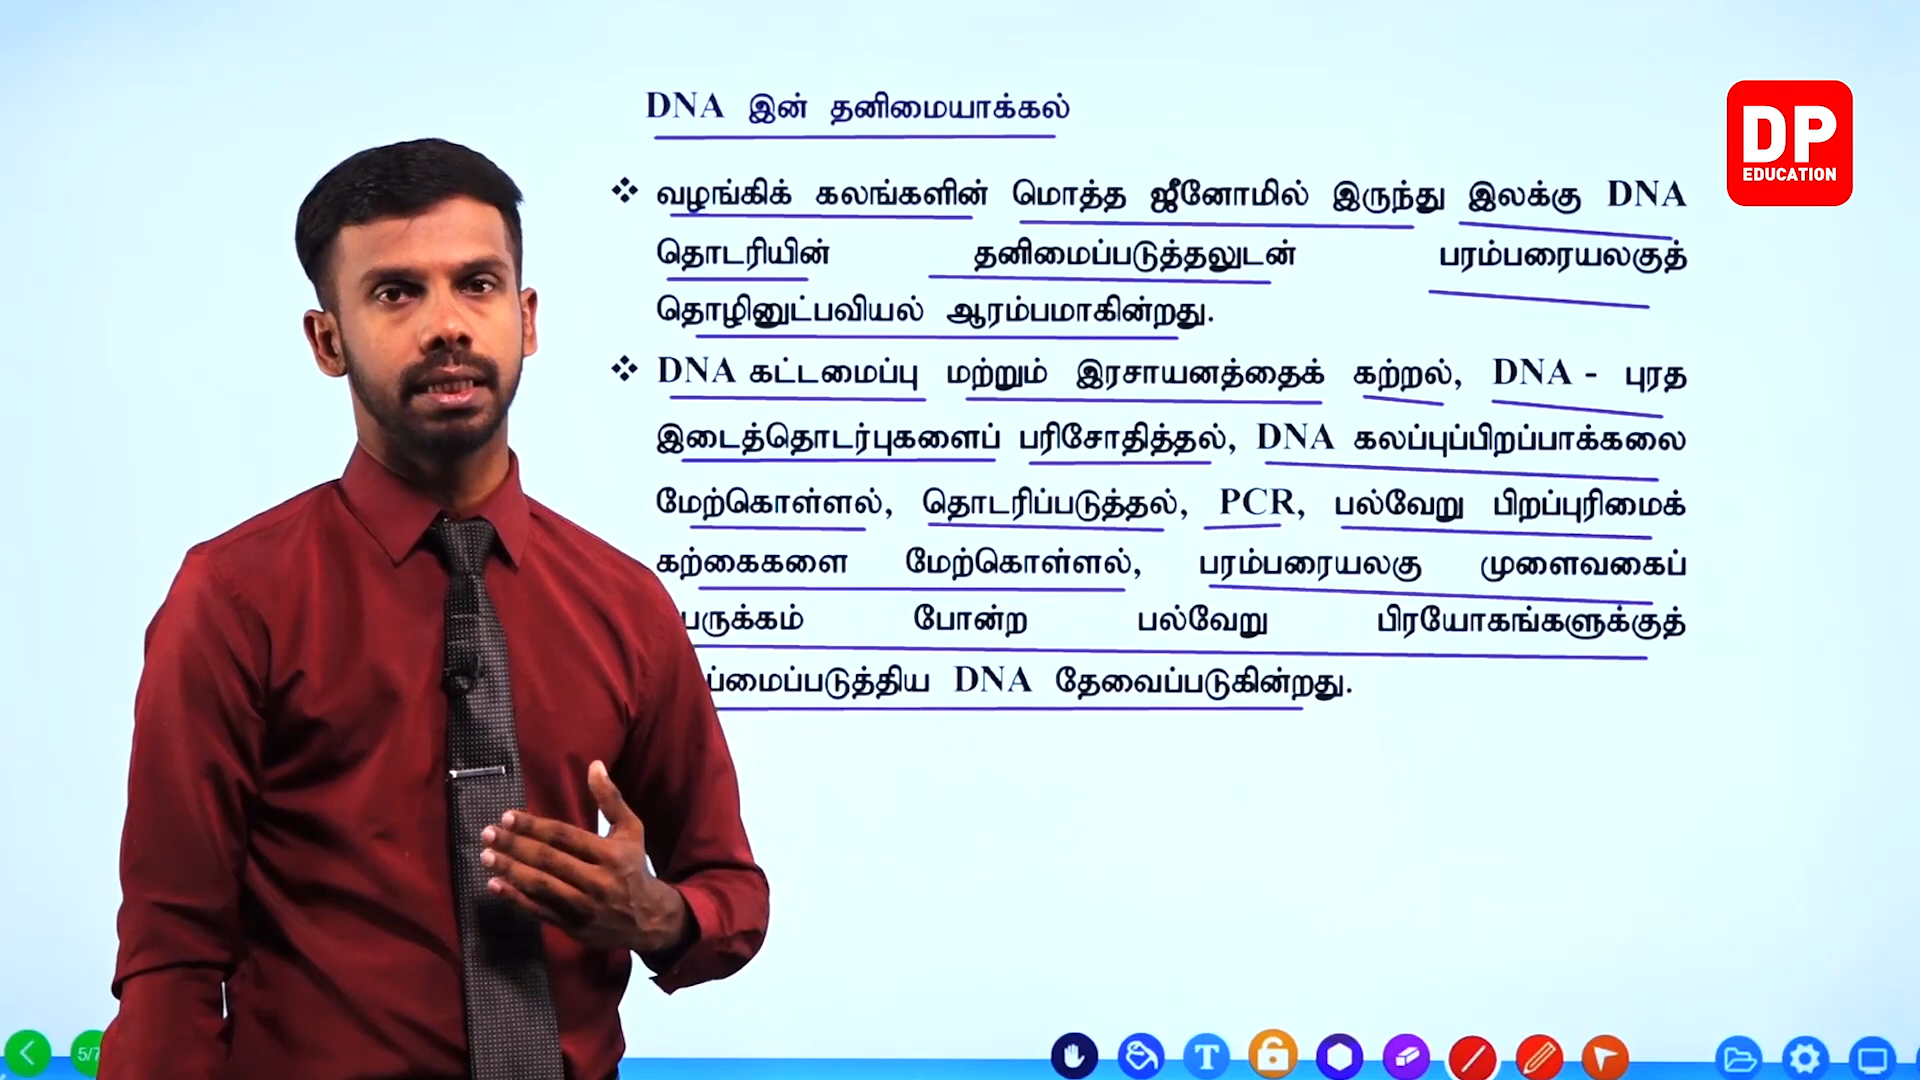 DNA இன் தனிமையாக்கல்
DP
EDUCATION
❖ வழங்கிக் கலங்களின் மொத்த ஜீனோமில் இருந்து இலக்கு DNA
தொடரியின் தனிமைப்படுத்தலுடன் பரம்பரையலகுத்
தொழினுட்பவியல் ஆரம்பமாகின்றது.
❖ DNA கட்டமைப்பு மற்றும் இரசாயனத்தைக் கற்றல், DNA - புரத
இடைத்தொடர்புகளைப் பரிசோதித்தல், DNA கலப்புப்பிறப்பாக்கலை
மேற்கொள்ளல், தொடரிப்படுத்தல், PCR, பல்வேறு பிறப்புரிமைக்
கற்கைகளை மேற்கொள்ளல், பரம்பரையலகு முளைவகைப்
போன்ற பல்வேறு பிரயோகங்களுக்குத்
DNA தேவைப்படுகின்றது.
5/7
T